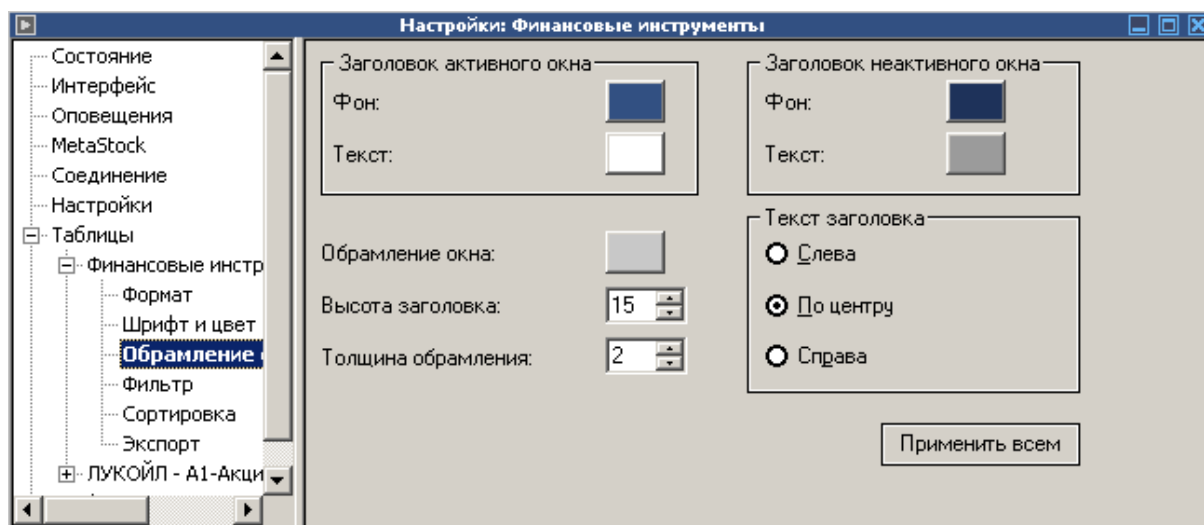 Настройки: Финансовые инструменты
Состояние
Интерфейс
Оповещения
MetaStock
Соединение
Настройки
Таблицы
Финансовые инстр
Формат
Шрифт и цвет
Обрамление
Фильтр
Сортировка
Экспорт
ЛУКОЙЛ - А1-Акци
Заголовок активного окна
Фон:
Текст:
Заголовок неактивного окна
Фон:
Текст:
Обрамление окна:
Высота заголовка: 15
Толщина обрамления: 2
Текст заголовка
Слева
По центру
Справа
Применить всем